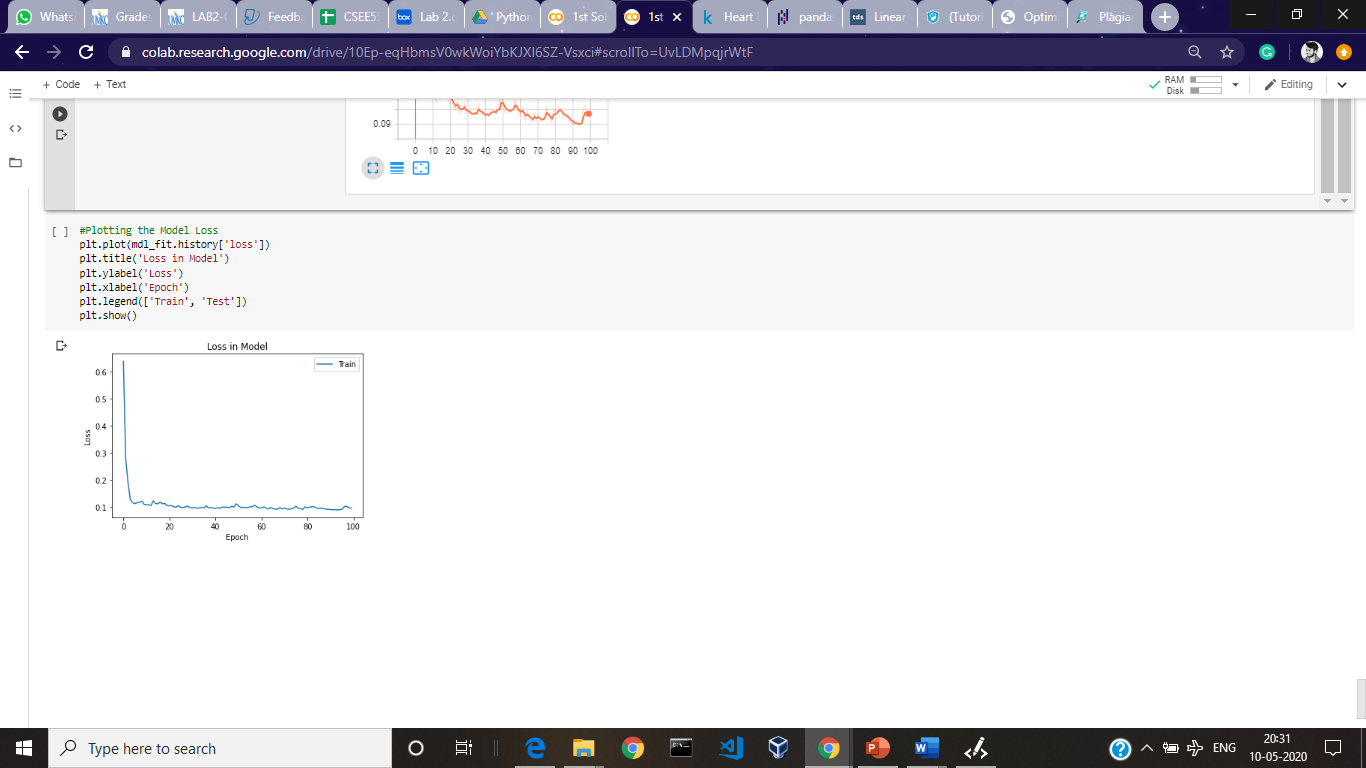 Whats
Grades
LAB2-
Feedb
CSEE5
box
Lab 2.c
Python
1st Sol
1st
k
Heart
panda
tds
Linear
(Tutor
Optim
Plagiar
colab.research.google.com/drive/10Ep-eqHbmsV0wkWoiYbKJXI6SZ-Vsxci#scrollTo=UvLDMpqjrWtF
+ Code + Text
RAM
Disk
Editing
0.09
0 10 20 30 40 50 60 70 80 90 100
[ ] #Plotting the Model Loss
plt.plot(mdl_fit.history['loss'])
plt.title('Loss in Model')
plt.ylabel('Loss')
plt.xlabel('Epoch')
plt.legend(['Train', 'Test'])
plt.show()
Loss in Model
Train
0.6
0.5
0.4
0.3
0.2
0.1
Loss
0 20 40 60 80 100
Epoch
Type here to search
ENG
20:31
10-05-2020